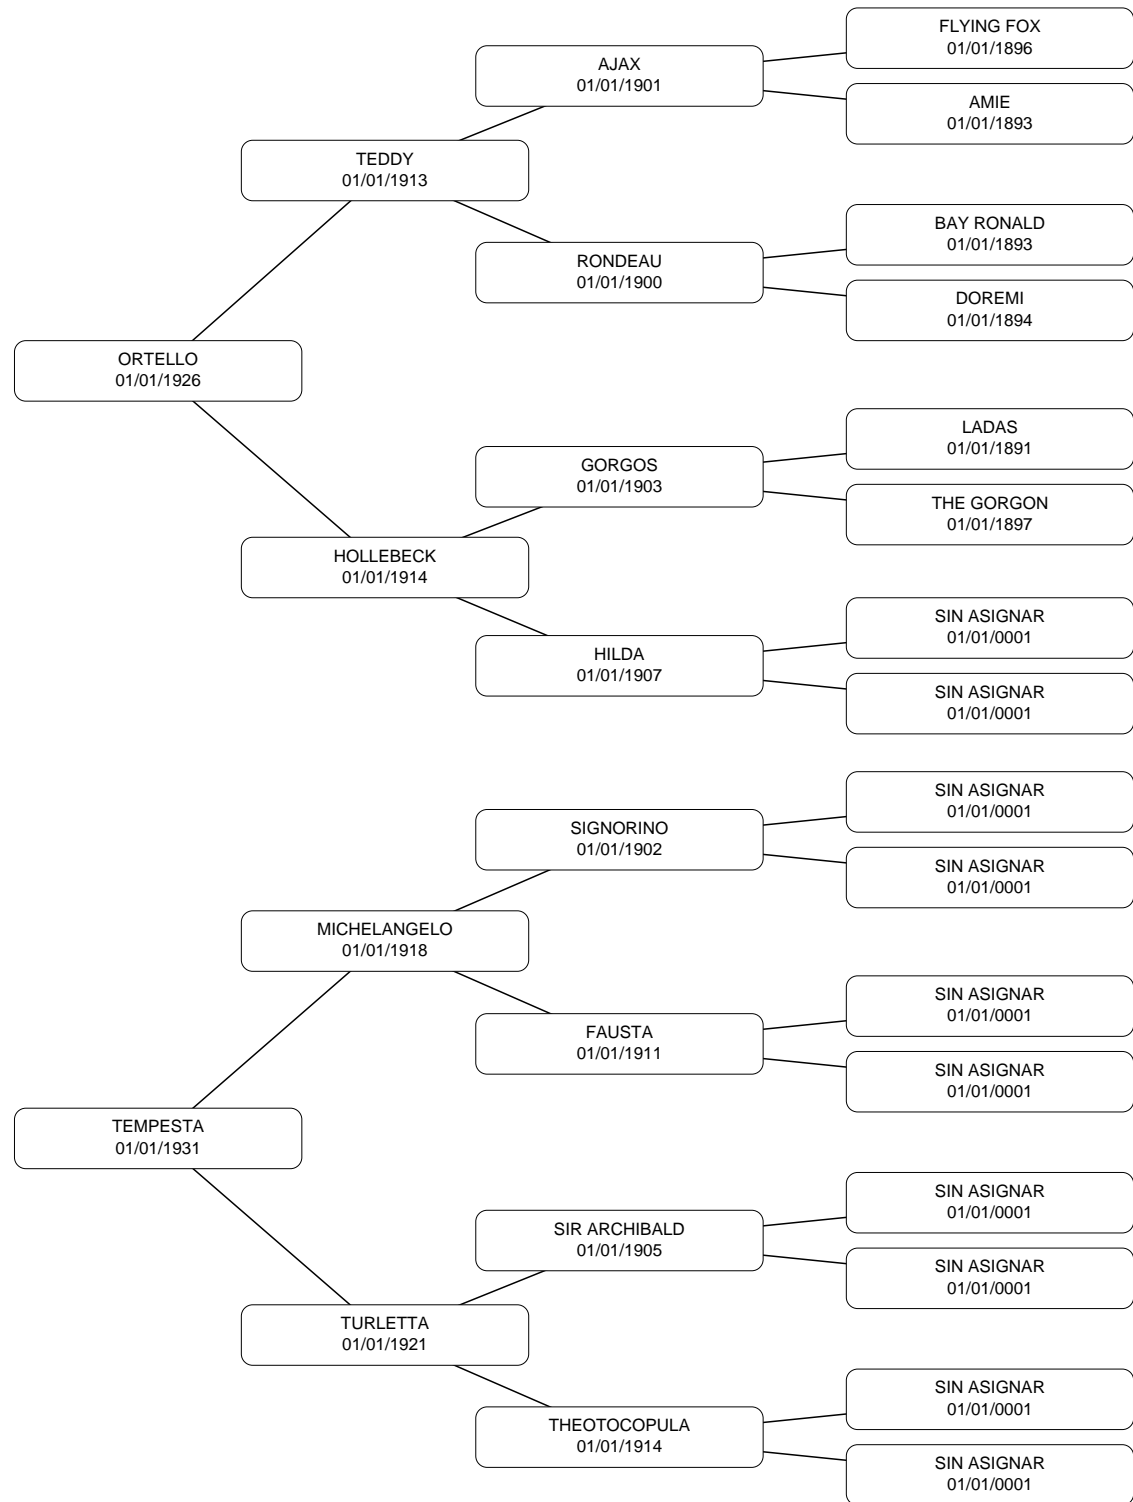 FLYING FOX
01/01/1896
AJAX
01/01/1901
AMIE
01/01/1893
TEDDY
01/01/1913
BAY RONALD
01/01/1893
RONDEAU
01/01/1900
DOREMI
01/01/1894
ORTELLO
01/01/1926
LADAS
01/01/1891
GORGOS
01/01/1903
THE GORGON
01/01/1897
HOLLEBECK
01/01/1914
SIN ASIGNAR
01/01/0001
HILDA
01/01/1907
SIN ASIGNAR
01/01/0001
SIN ASIGNAR
01/01/0001
SIGNORINO
01/01/1902
SIN ASIGNAR
01/01/0001
MICHELANGELO
01/01/1918
SIN ASIGNAR
01/01/0001
FAUSTA
01/01/1911
SIN ASIGNAR
01/01/0001
TEMPESTA
01/01/1931
SIN ASIGNAR
01/01/0001
SIR ARCHIBALD
01/01/1905
SIN ASIGNAR
01/01/0001
TURLETTA
01/01/1921
SIN ASIGNAR
01/01/0001
THEOTOCOPULA
01/01/1914
SIN ASIGNAR
01/01/0001